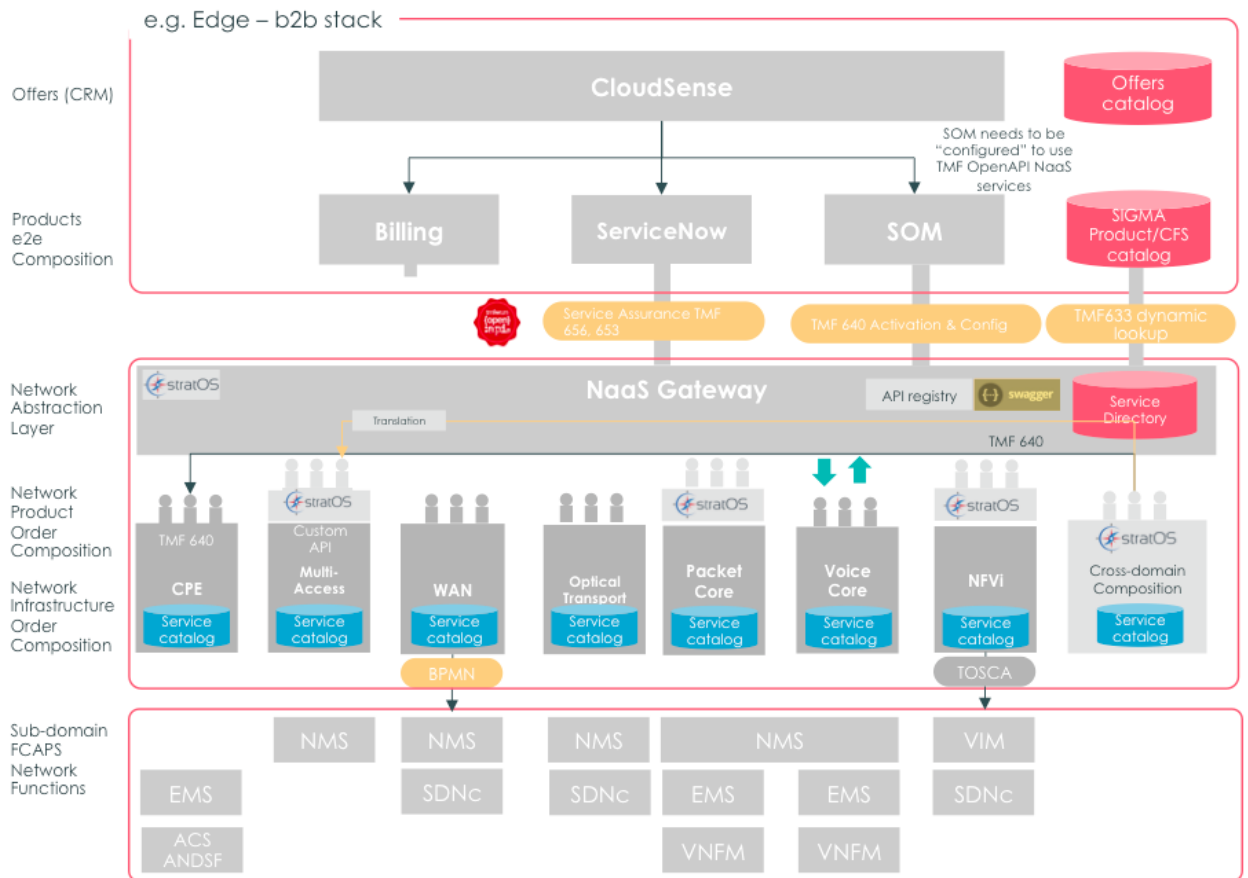 e.g. Edge – b2b stack
Offers (CRM)
CloudSense
Offers
catalog
SOM needs to be
“configured” to use
TMF OpenAPI NaaS
services
Products
e2e
Composition
Billing
ServiceNow
SOM
SIGMA
Product/CFS
catalog
{open}
Service Assurance TMF
656, 653
TMF 640 Activation & Config
TMF633 dynamic
lookup
Network
Abstraction
Layer
stratOS
NaaS Gateway
API registry
swagger
Service
Directory
Translation
TMF 640
Network
Product
Order
Composition
Network
Infrastructure
Order
Composition
TMF 640
CPE
Service
catalog
stratOS
Custom
API
Multi-
Access
Service
catalog
WAN
Service
catalog
BPMN
Optical
Transport
Service
catalog
stratOS
Packet
Core
Service
catalog
Voice
Core
Service
catalog
stratOS
NFVi
Service
catalog
TOSCA
stratOS
Cross-domain
Composition
Service
catalog
Sub-domain
FCAPS
Network
Functions
NMS
NMS
NMS
NMS
VIM
EMS
SDNc
SDNc
EMS
EMS
SDNc
ACS
ANDSF
VNFM
VNFM